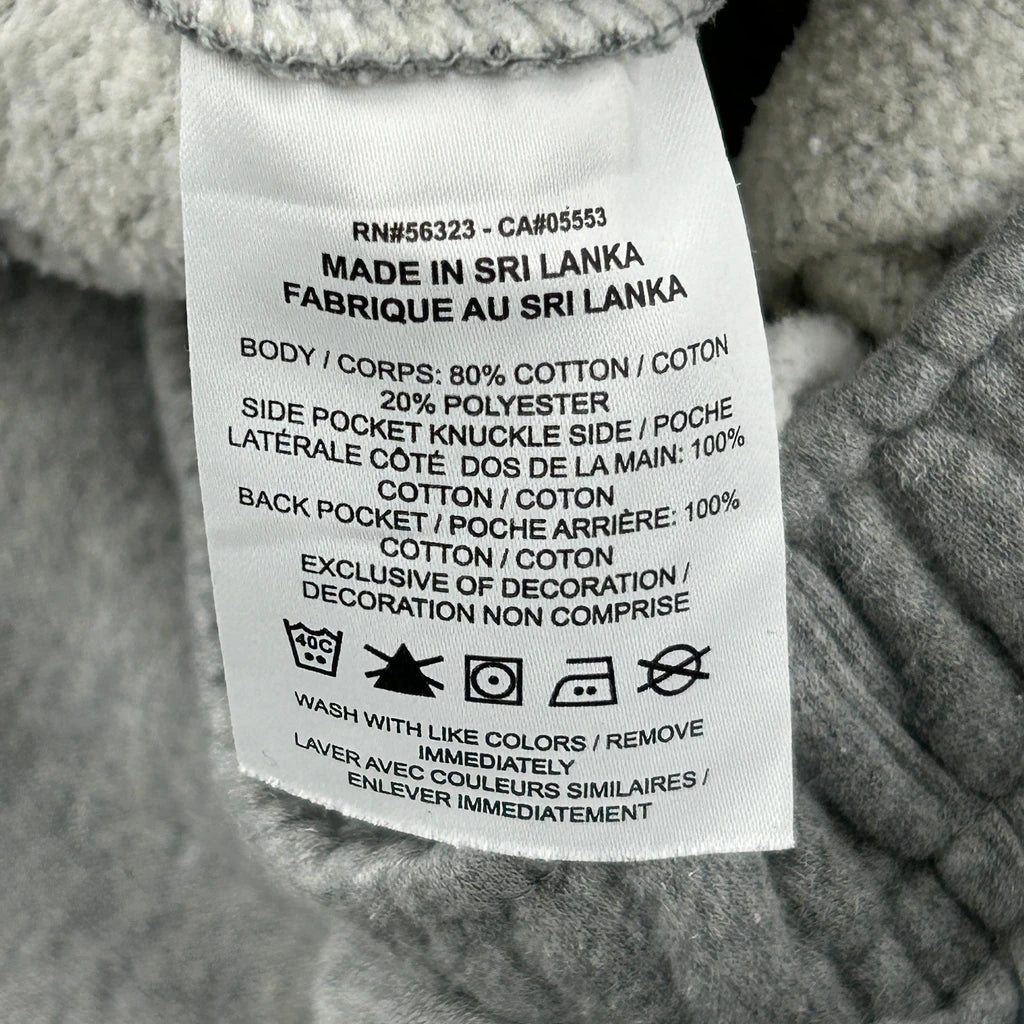 RN#56323 - CA#05553
MADE IN SRI LANKA
FABRIQUE AU SRI LANKA
BODY / CORPS: 80% COTTON / COTON
20% POLYESTER
SIDE POCKET KNUCKLE SIDE / POCHE
LATÉRALE CÔTÉ DOS DE LA MAIN: 100%
COTTON / COTON
BACK POCKET / POCHE ARRIÈRE: 100%
COTTON / COTON
EXCLUSIVE OF DECORATION /
DECORATION NON COMPRISE
40C
WASH WITH LIKE COLORS / REMOVE
IMMEDIATELY
LAVER AVEC COULEURS SIMILAIRES /
ENLEVER IMMEDIATEMENT